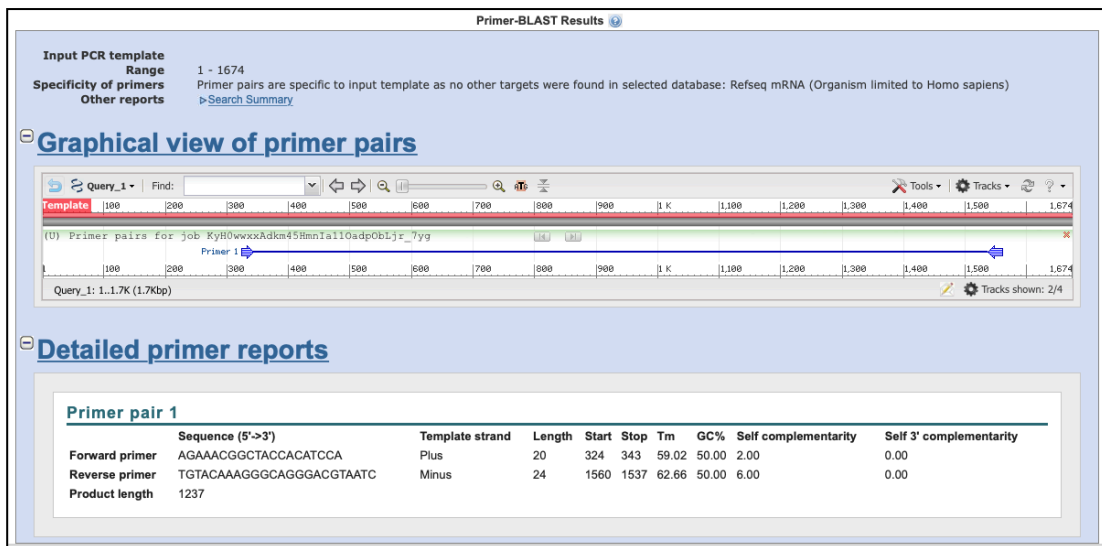 Primer-BLAST Results
Input PCR template
Range 1 - 1674
Specificity of primers Primer pairs are specific to input template as no other targets were found in selected database: Refseq mRNA (Organism limited to Homo sapiens)
Other reports ▹Search Summary
Graphical view of primer pairs
Query_1 Find: Tools Tracks ?
Template 100 200 300 400 500 600 700 800 900 1 K 1,100 1,200 1,300 1,400 1,500 1,674
Primer 1
1 100 200 300 400 500 600 700 800 900 1 K 1,100 1,200 1,300 1,400 1,500 1,674
Query_1: 1..1.7K (1.7Kbp) Tracks shown: 2/4
Detailed primer reports
Primer pair 1
Sequence (5'->3') Template strand Length Start Stop Tm GC% Self complementarity Self 3' complementarity
Forward primer AGAAACGGCTACCACATCCA Plus 20 324 343 59.02 50.00 2.00 0.00
Reverse primer TGTACAAAGGGCAGGGACGTAATC Minus 24 1560 1537 62.66 50.00 6.00 0.00
Product length 1237